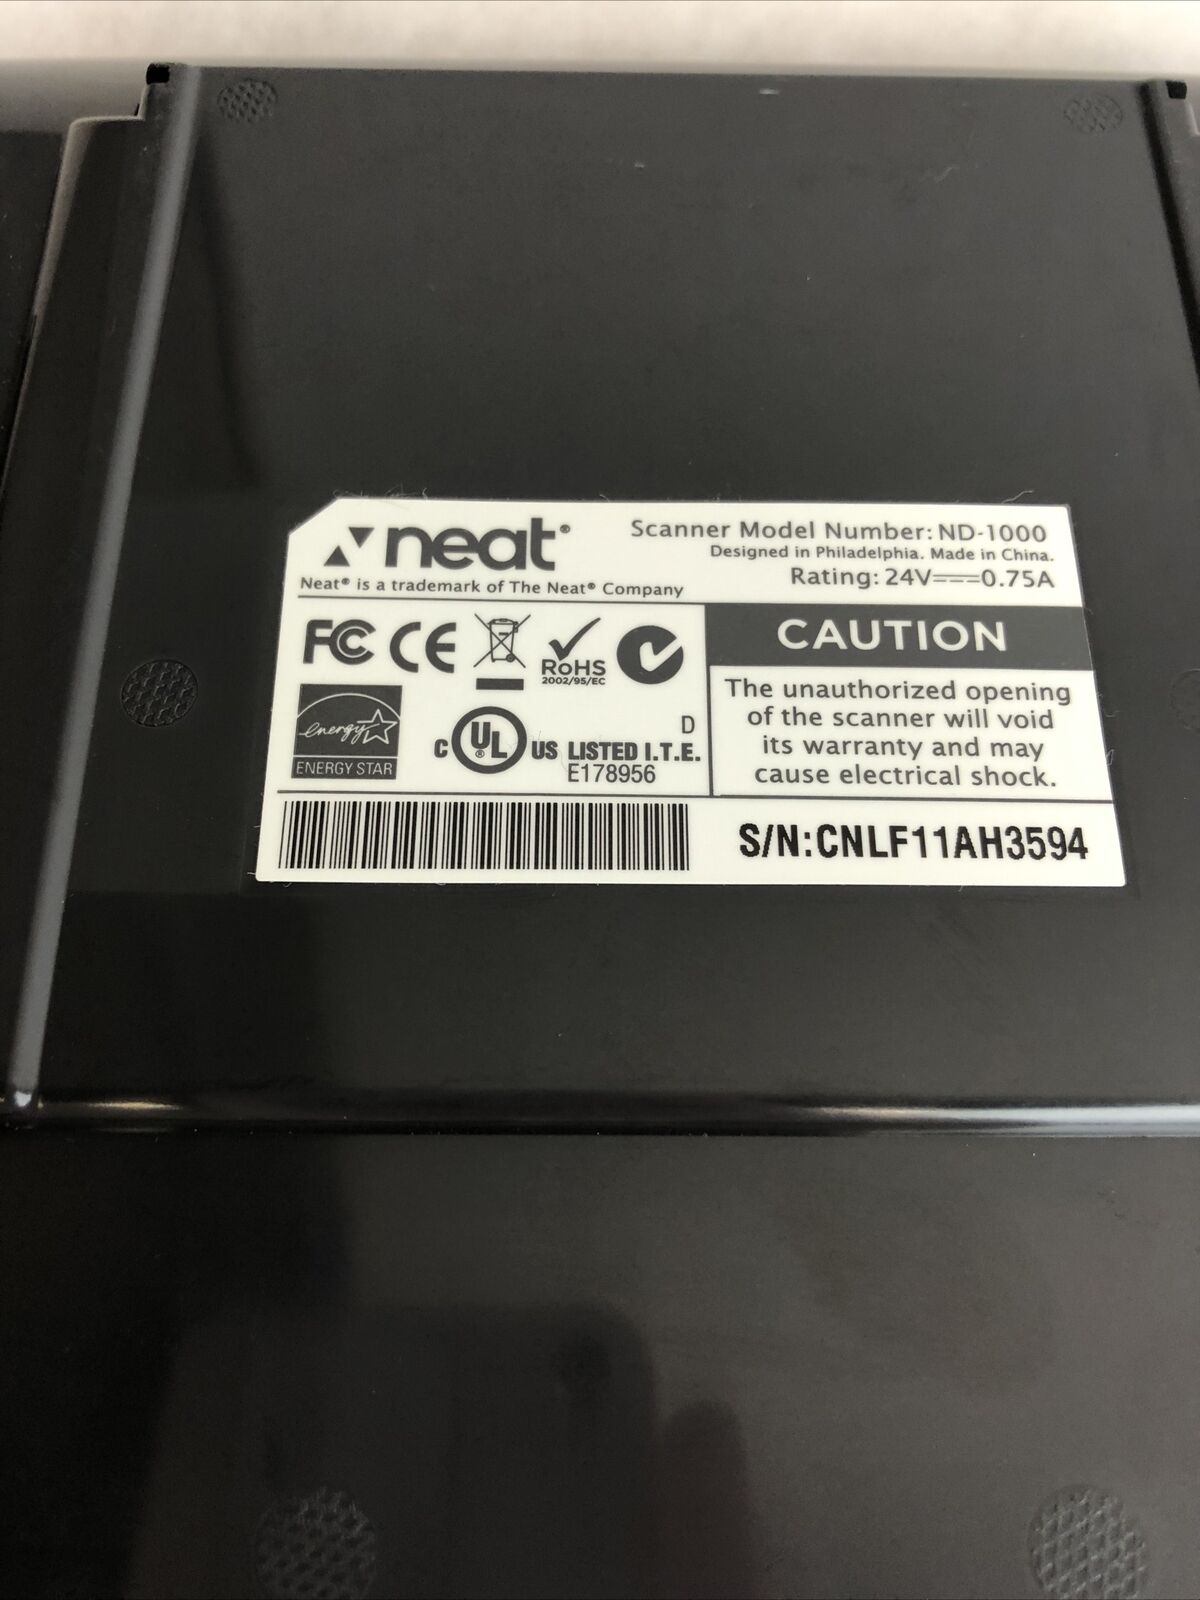 neat®
Scanner Model Number: ND-1000
Designed in Philadelphia. Made in China.
Rating: 24V⎓0.75A
Neat® is a trademark of The Neat® Company
FC CE
RoHS
2002/95/EC
energy
ENERGY STAR
C UL® US LISTED I.T.E.
D
E178956
CAUTION
The unauthorized opening
of the scanner will void
its warranty and may
cause electrical shock.
S/N:CNLF11AH3594